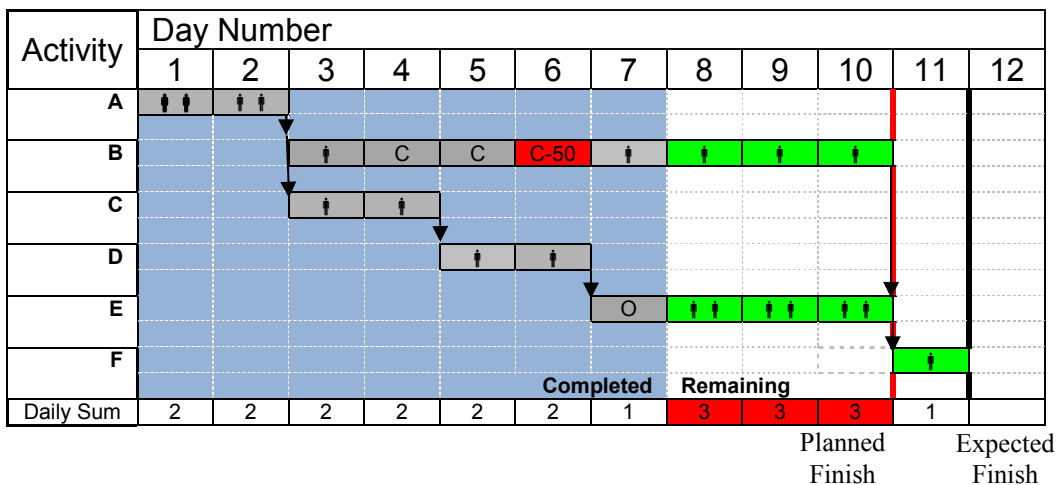 Activity Day Number
1 2 3 4 5 6 7 8 9 10 11 12
A
B C C C-50
C
D
E O
F
Completed Remaining
Daily Sum 2 2 2 2 2 2 1 3 3 3 1
Planned Expected
Finish Finish